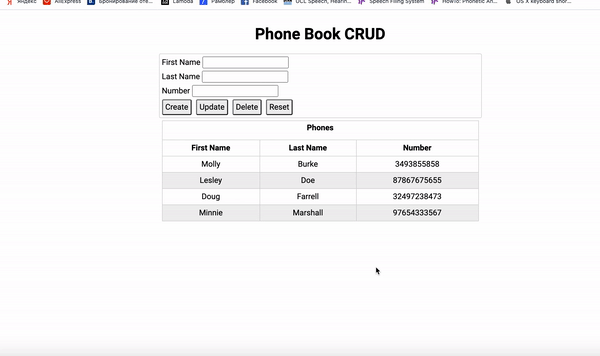 Яндекс AliExpress Бронирование оте... Lamoda Рамблер Facebook UCL Speech, Hearin... Speech Filing System HowTo: Phonetic An... OS X keyboard shor...
Phone Book CRUD
First Name
Last Name
Number
Create Update Delete Reset
Phones
First Name Last Name Number
Molly Burke 3493855858
Lesley Doe 87867675655
Doug Farrell 32497238473
Minnie Marshall 97654333567